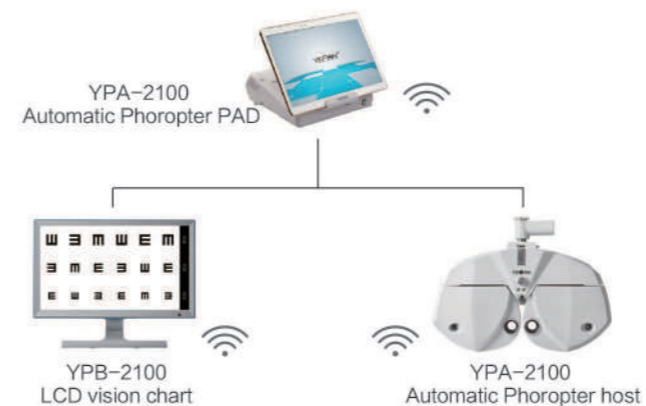 YPA-2100
Automatic Phoropter PAD
YPB-2100
LCD vision chart
YPA-2100
Automatic Phoropter host